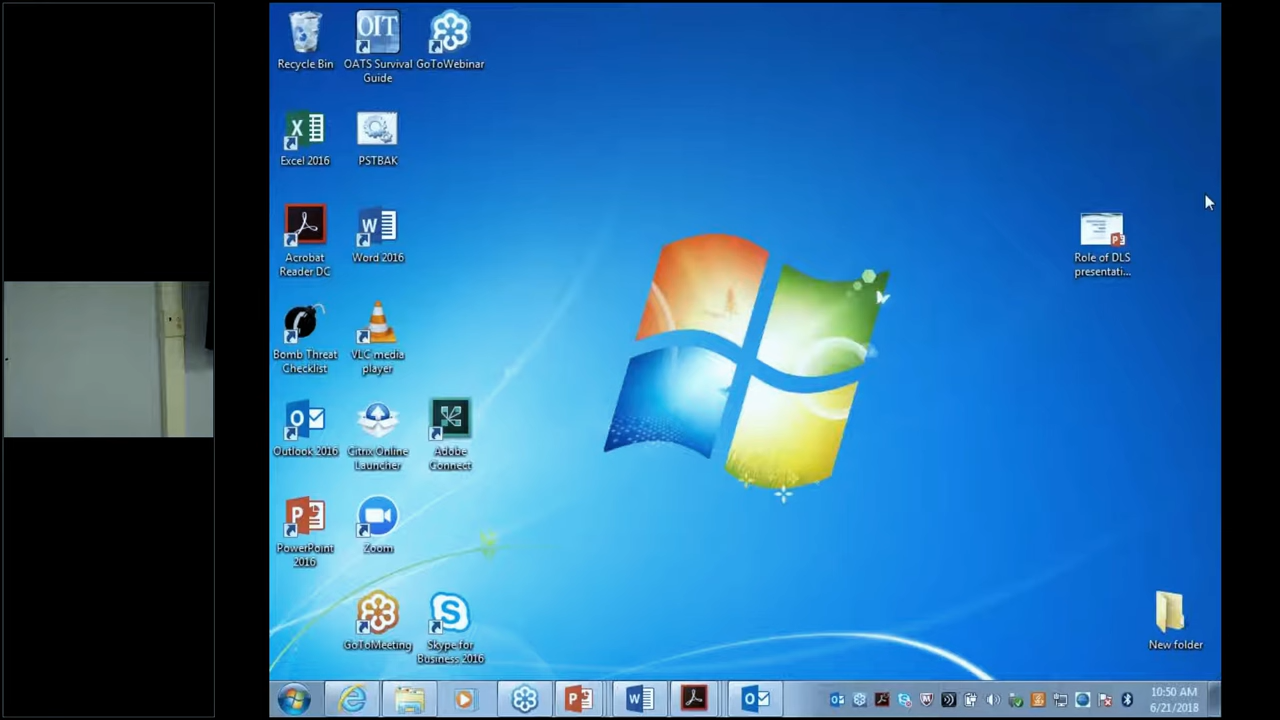 Recycle Bin
OIT
OATS Survival
Guide
GoToWebinar
Excel 2016
PSTBAK
Acrobat
Reader DC
Word 2016
Role of DLS
presentati...
Bomb Threat
Checklist
VLC media
player
Outlook 2016
Citrix Online
Launcher
Adobe
Connect
PowerPoint
2016
Zoom
GoToMeeting
Skype for
Business 2016
New folder
10:50 AM
6/21/2018